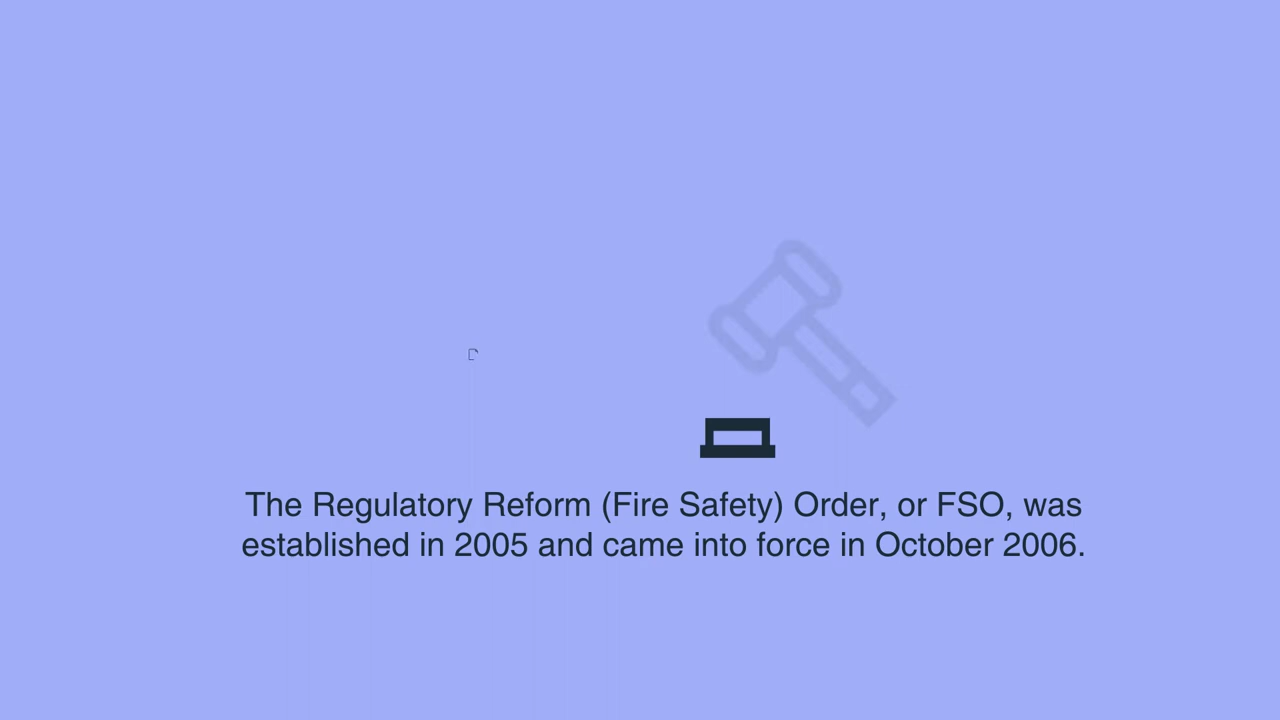 The Regulatory Reform (Fire Safety) Order, or FSO, was
established in 2005 and came into force in October 2006.